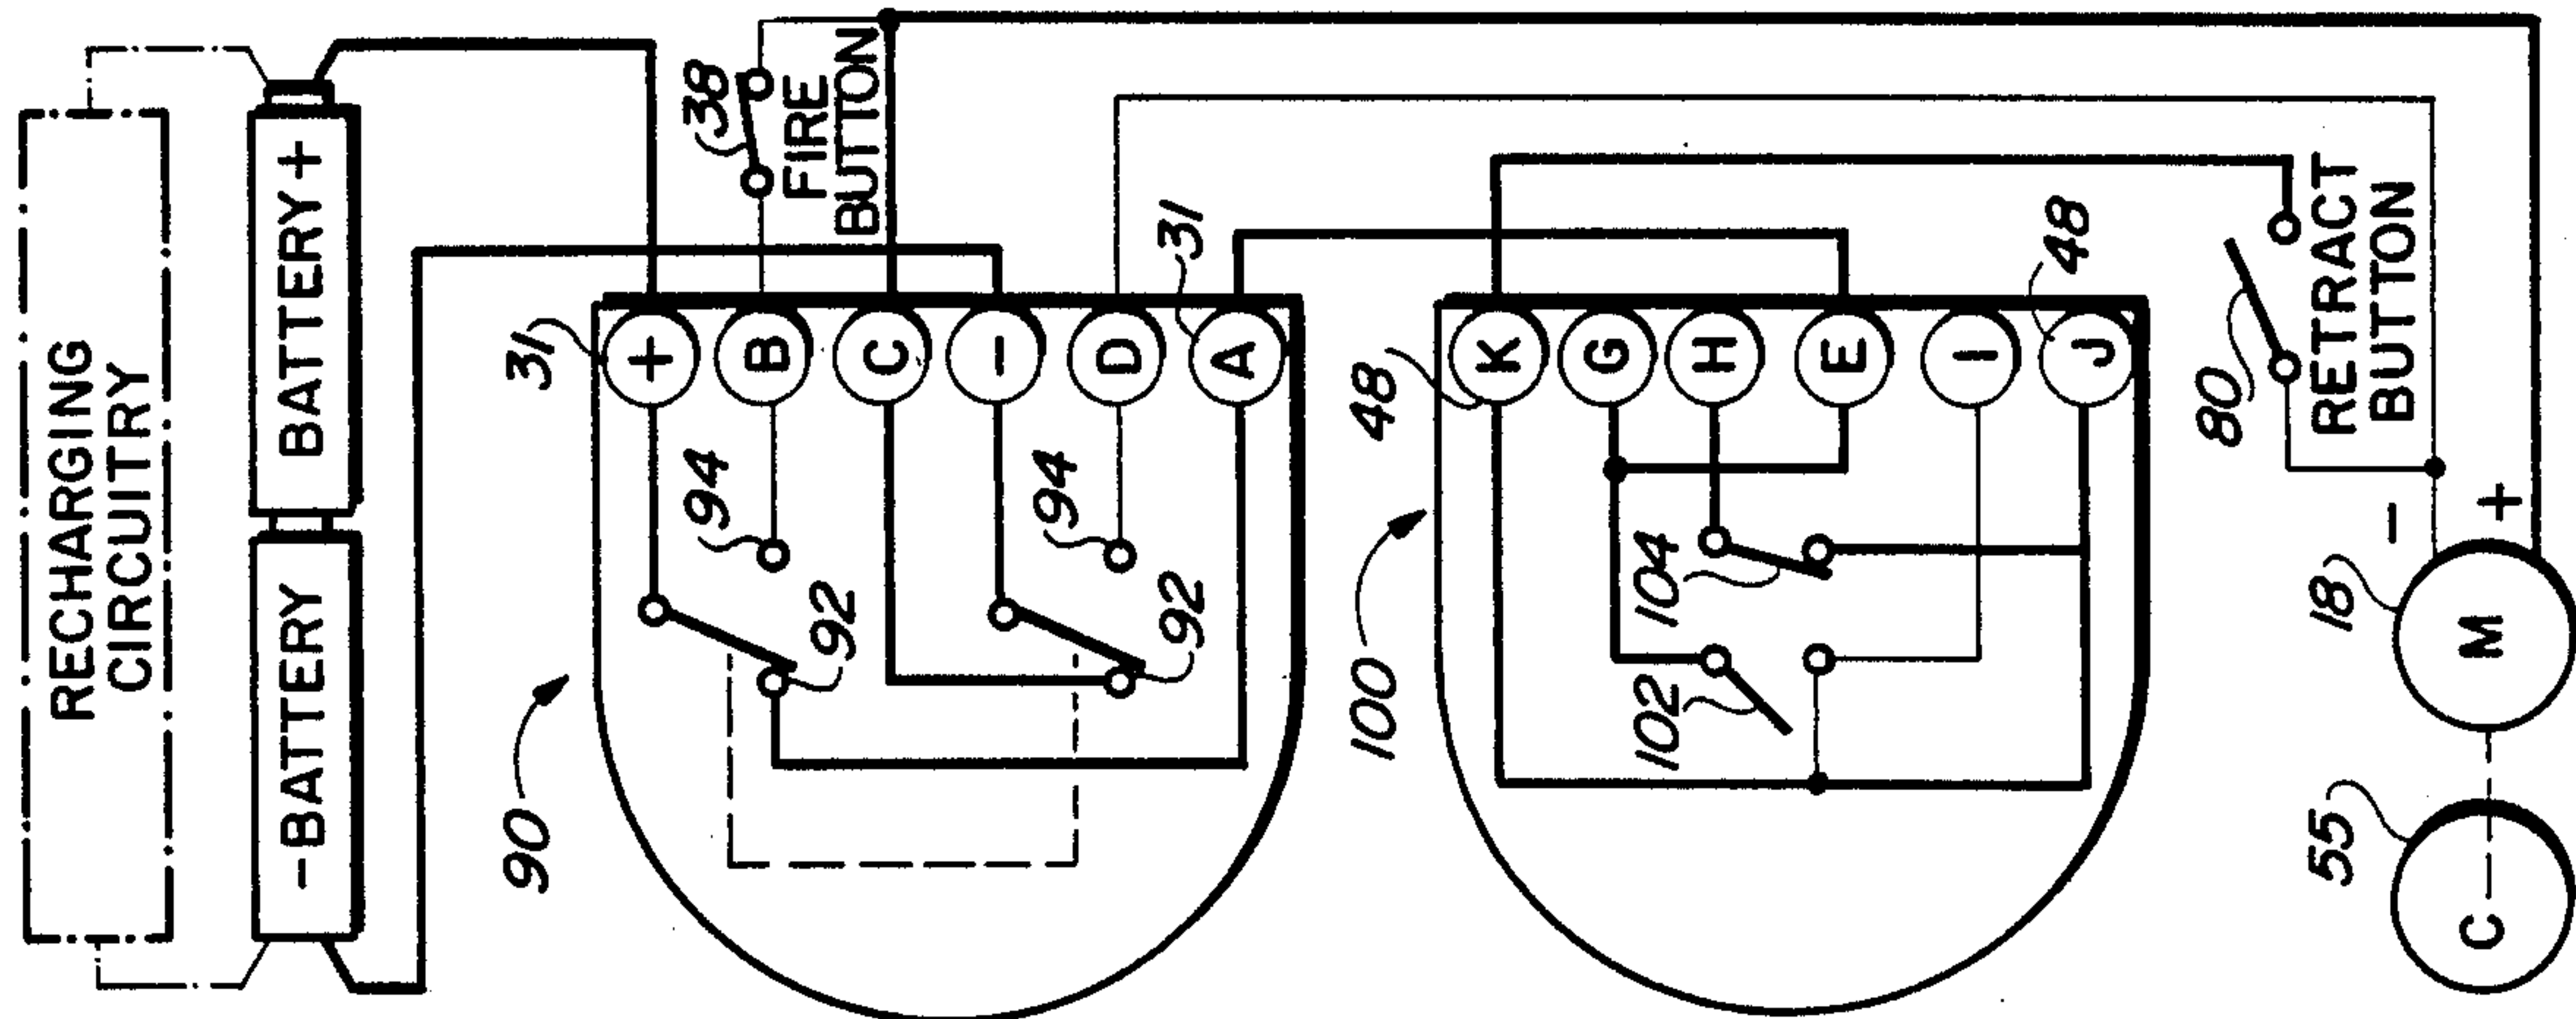 RECHARGING
CIRCUITRY
-BATTERY
BATTERY+
38
FIRE
BUTTON
31
+
B
C
-
D
A
31
94
94
92
92
90
48
K
G
H
E
I
J
48
104
102
100
80
RETRACT
BUTTON
-
+
18
M
55
C